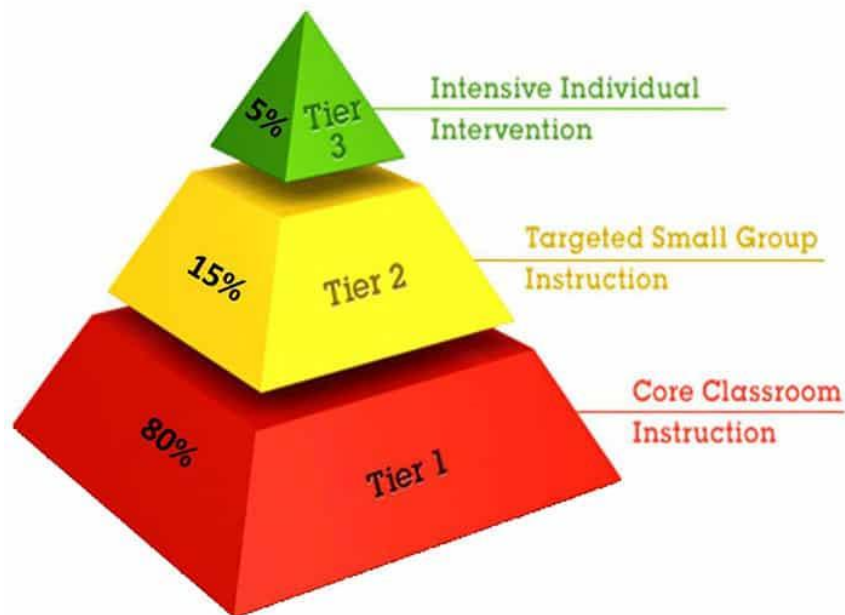 5%
Tier
3
Intensive Individual
Intervention
15%
Tier 2
Targeted Small Group
Instruction
80%
Tier 1
Core Classroom
Instruction